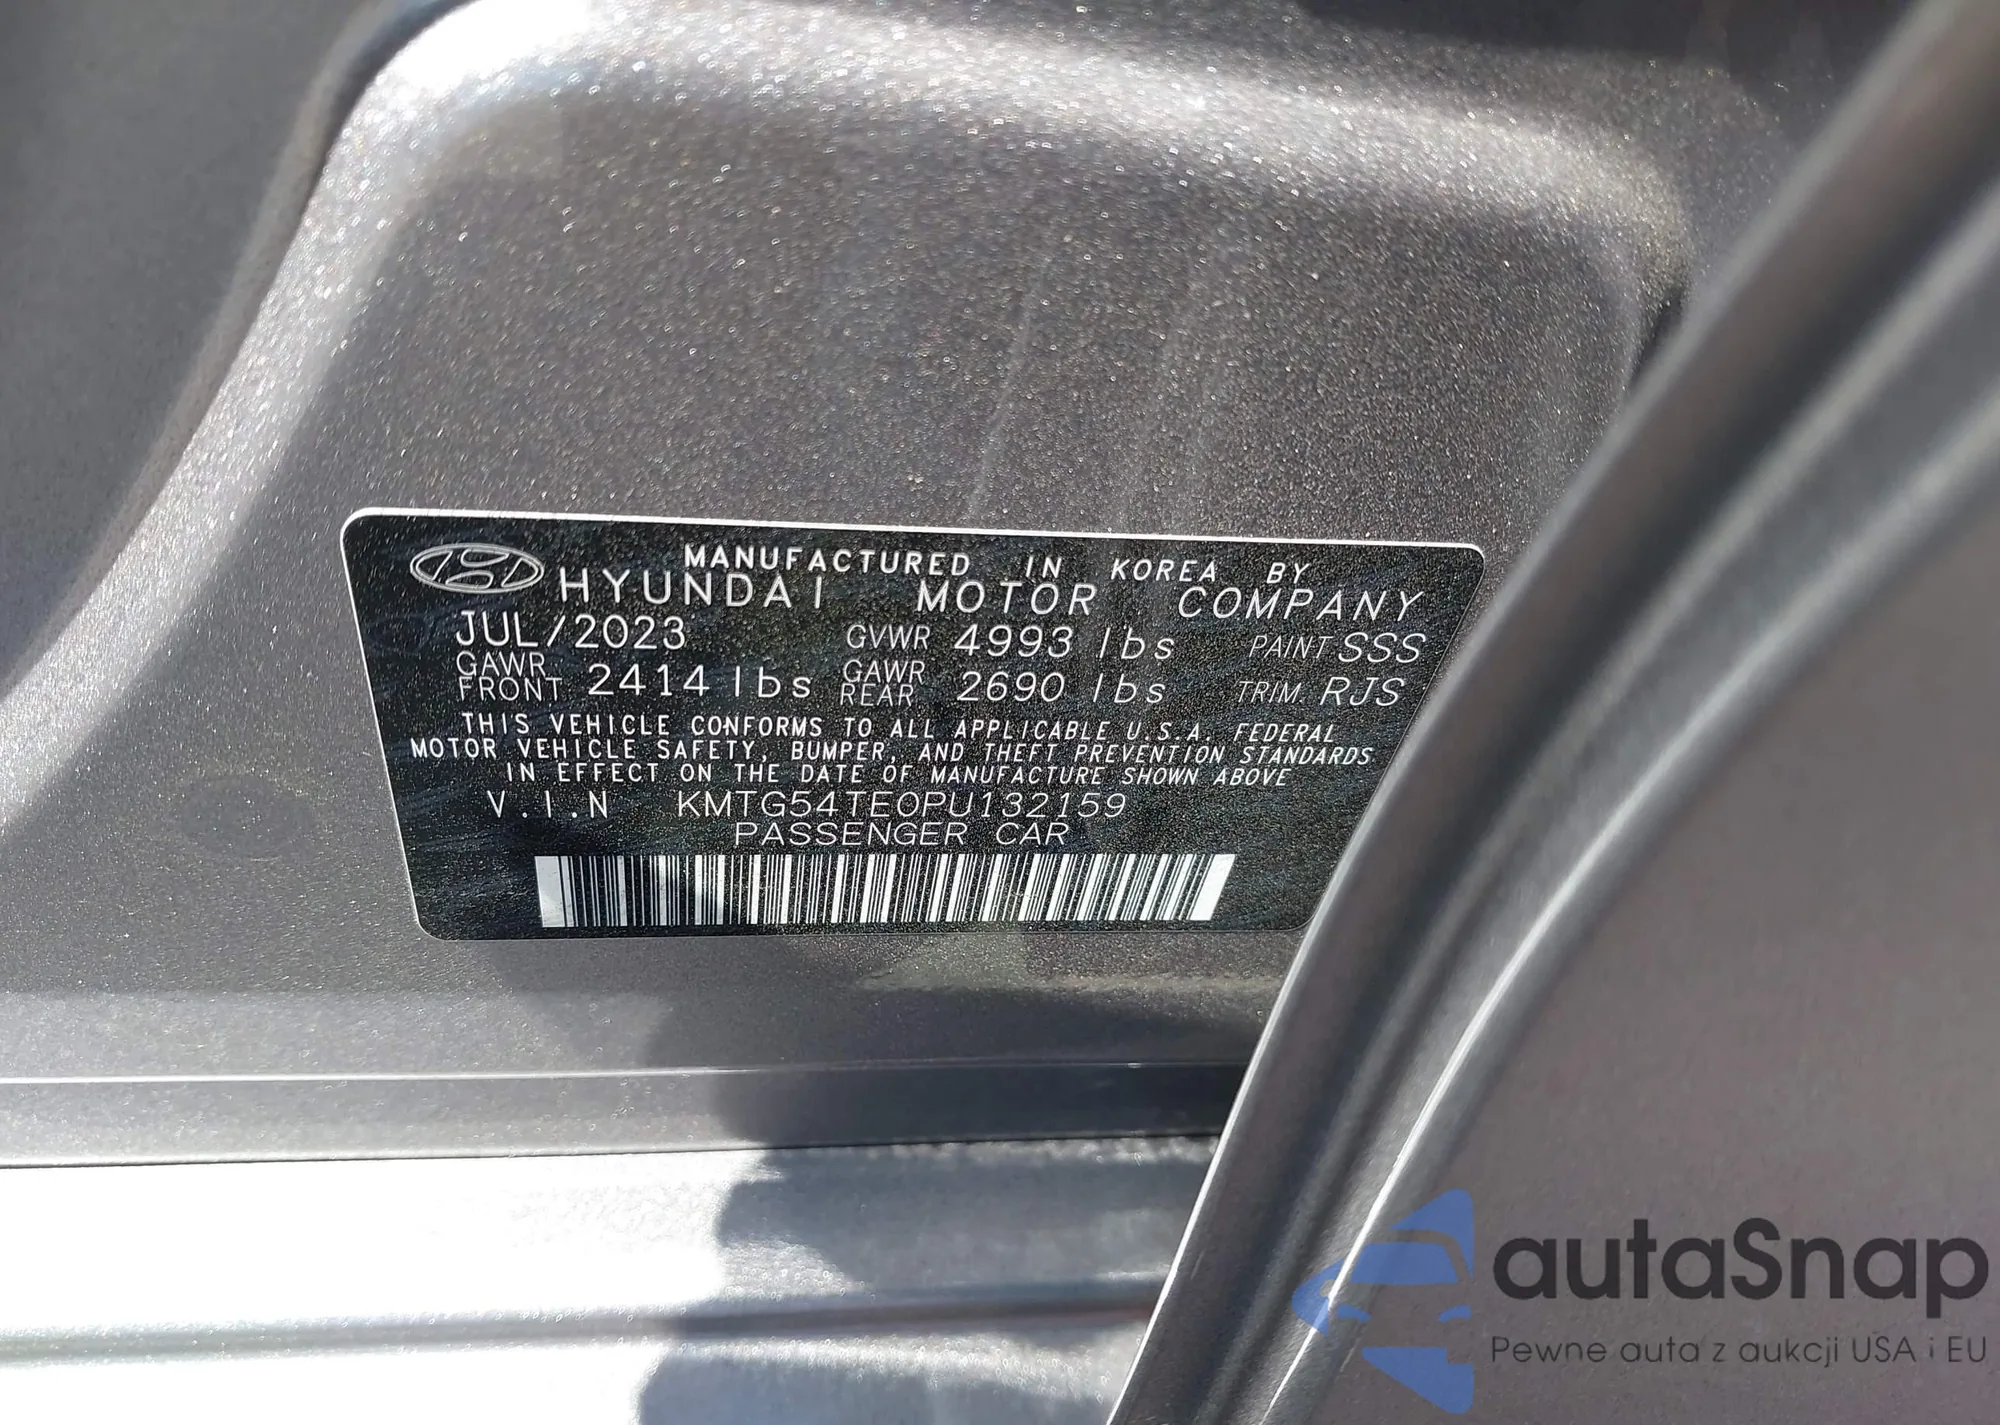 MANUFACTURED IN KOREA BY
HYUNDAI MOTOR COMPANY
JUL/2023 GVWR 4993 lbs PAINT SSS
GAWR FRONT 2414 lbs GAWR REAR 2690 lbs TRIM. RJS
THIS VEHICLE CONFORMS TO ALL APPLICABLE U.S.A. FEDERAL
MOTOR VEHICLE SAFETY, BUMPER, AND THEFT PREVENTION STANDARDS
IN EFFECT ON THE DATE OF MANUFACTURE SHOWN ABOVE
V.I.N KMTG54TE0PU132159
PASSENGER CAR
autaSnap
Pewne auta z aukcji USA i EU